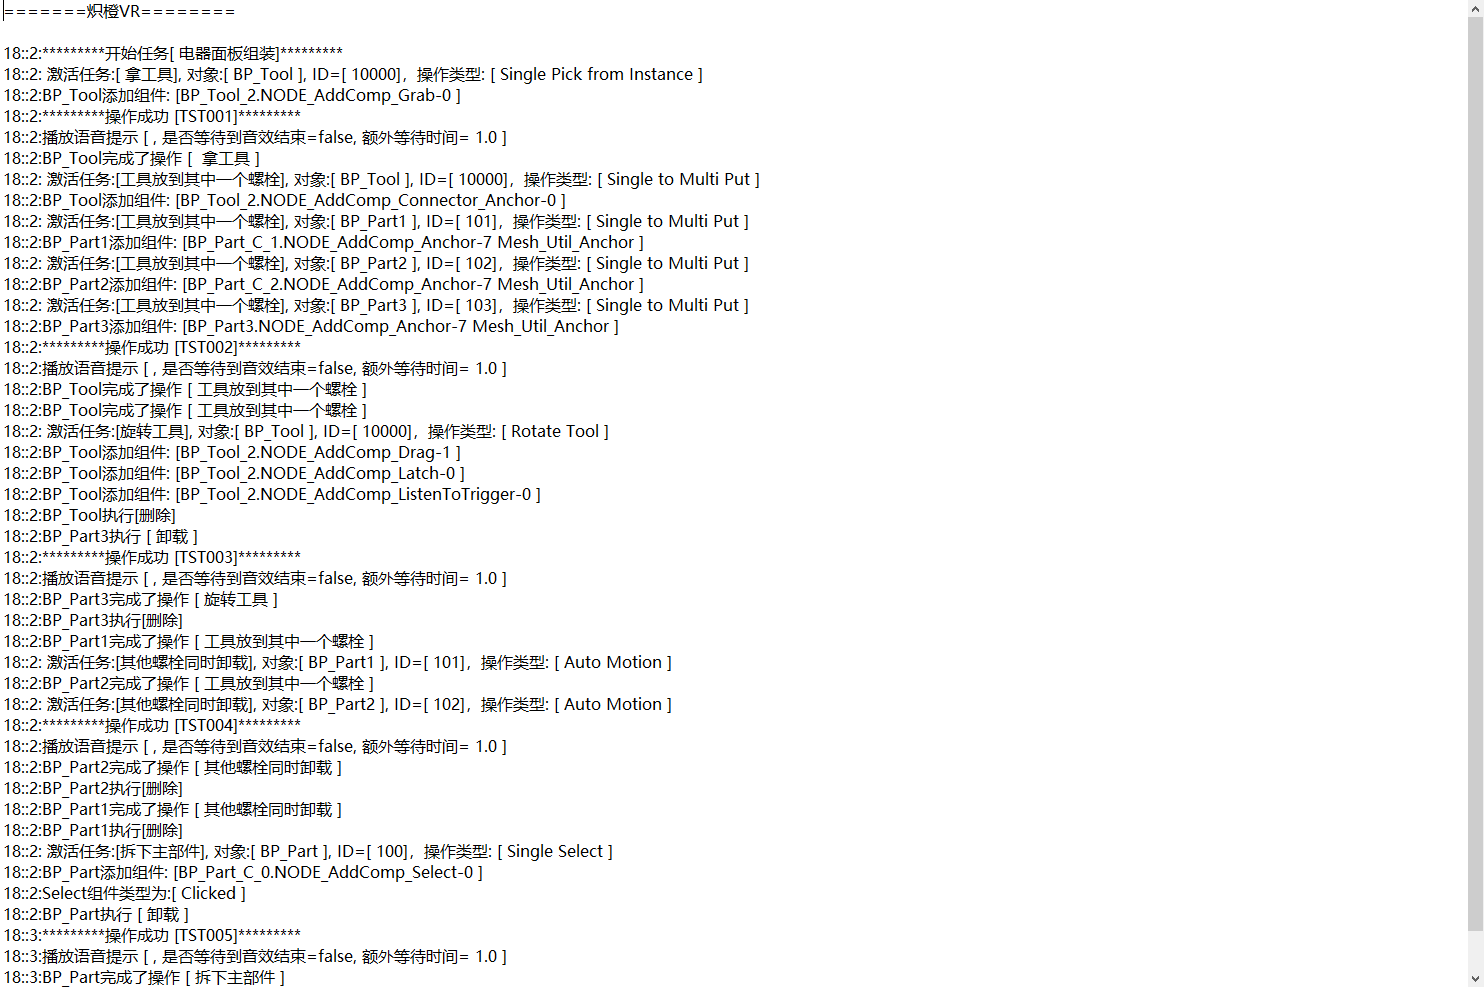 =======炽橙VR========
18::2:*********开始任务[ 电器面板组装]*********
18::2: 激活任务:[ 拿工具], 对象:[ BP_Tool ], ID=[ 10000]，操作类型: [ Single Pick from Instance ]
18::2:BP_Tool添加组件: [BP_Tool_2.NODE_AddComp_Grab-0 ]
18::2:*********操作成功 [TST001]*********
18::2:播放语音提示 [ , 是否等待到音效结束=false, 额外等待时间= 1.0 ]
18::2:BP_Tool完成了操作 [  拿工具 ]
18::2: 激活任务:[工具放到其中一个螺栓], 对象:[ BP_Tool ], ID=[ 10000]，操作类型: [ Single to Multi Put ]
18::2:BP_Tool添加组件: [BP_Tool_2.NODE_AddComp_Connector_Anchor-0 ]
18::2: 激活任务:[工具放到其中一个螺栓], 对象:[ BP_Part1 ], ID=[ 101]，操作类型: [ Single to Multi Put ]
18::2:BP_Part1添加组件: [BP_Part_C_1.NODE_AddComp_Anchor-7 Mesh_Util_Anchor ]
18::2: 激活任务:[工具放到其中一个螺栓], 对象:[ BP_Part2 ], ID=[ 102]，操作类型: [ Single to Multi Put ]
18::2:BP_Part2添加组件: [BP_Part_C_2.NODE_AddComp_Anchor-7 Mesh_Util_Anchor ]
18::2: 激活任务:[工具放到其中一个螺栓], 对象:[ BP_Part3 ], ID=[ 103]，操作类型: [ Single to Multi Put ]
18::2:BP_Part3添加组件: [BP_Part3.NODE_AddComp_Anchor-7 Mesh_Util_Anchor ]
18::2:*********操作成功 [TST002]*********
18::2:播放语音提示 [ , 是否等待到音效结束=false, 额外等待时间= 1.0 ]
18::2:BP_Tool完成了操作 [ 工具放到其中一个螺栓 ]
18::2:BP_Tool完成了操作 [ 工具放到其中一个螺栓 ]
18::2: 激活任务:[旋转工具], 对象:[ BP_Tool ], ID=[ 10000]，操作类型: [ Rotate Tool ]
18::2:BP_Tool添加组件: [BP_Tool_2.NODE_AddComp_Drag-1 ]
18::2:BP_Tool添加组件: [BP_Tool_2.NODE_AddComp_Latch-0 ]
18::2:BP_Tool添加组件: [BP_Tool_2.NODE_AddComp_ListenToTrigger-0 ]
18::2:BP_Tool执行[删除]
18::2:BP_Part3执行 [ 卸载 ]
18::2:*********操作成功 [TST003]*********
18::2:播放语音提示 [ , 是否等待到音效结束=false, 额外等待时间= 1.0 ]
18::2:BP_Part3完成了操作 [ 旋转工具 ]
18::2:BP_Part3执行[删除]
18::2:BP_Part1完成了操作 [ 工具放到其中一个螺栓 ]
18::2: 激活任务:[其他螺栓同时卸载], 对象:[ BP_Part1 ], ID=[ 101]，操作类型: [ Auto Motion ]
18::2:BP_Part2完成了操作 [ 工具放到其中一个螺栓 ]
18::2: 激活任务:[其他螺栓同时卸载], 对象:[ BP_Part2 ], ID=[ 102]，操作类型: [ Auto Motion ]
18::2:*********操作成功 [TST004]*********
18::2:播放语音提示 [ , 是否等待到音效结束=false, 额外等待时间= 1.0 ]
18::2:BP_Part2完成了操作 [ 其他螺栓同时卸载 ]
18::2:BP_Part2执行[删除]
18::2:BP_Part1完成了操作 [ 其他螺栓同时卸载 ]
18::2:BP_Part1执行[删除]
18::2: 激活任务:[拆下主部件], 对象:[ BP_Part ], ID=[ 100]，操作类型: [ Single Select ]
18::2:BP_Part添加组件: [BP_Part_C_0.NODE_AddComp_Select-0 ]
18::2:Select组件类型为:[ Clicked ]
18::2:BP_Part执行 [ 卸载 ]
18::3:*********操作成功 [TST005]*********
18::3:播放语音提示 [ , 是否等待到音效结束=false, 额外等待时间= 1.0 ]
18::3:BP_Part完成了操作 [ 拆下主部件 ]